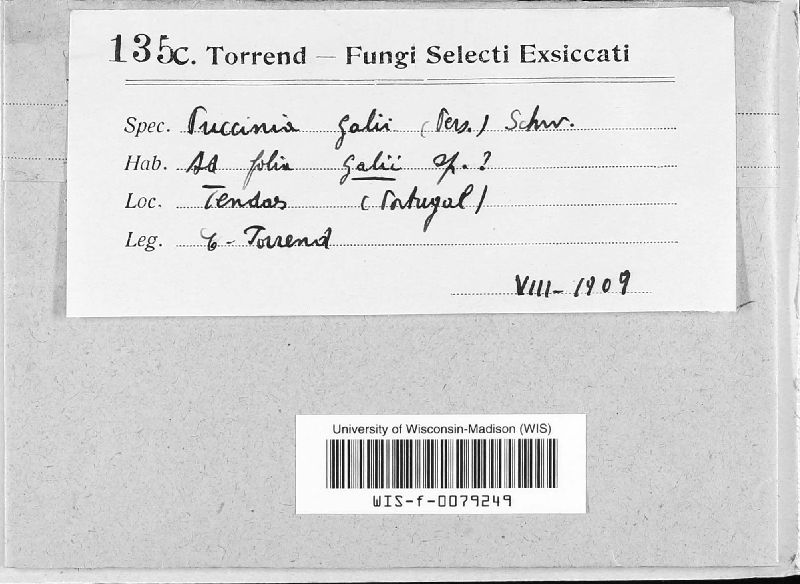 135c. Torrend — Fungi Selecti Exsiccati
Spec. Puccinia galii (Pers.) Schw.
Hab. Ad folia galii sp.?
Loc. Tendas (Portugal)
Leg. C. Torrend
VIII-1909
University of Wisconsin-Madison (WIS)
WIS-f-0079249